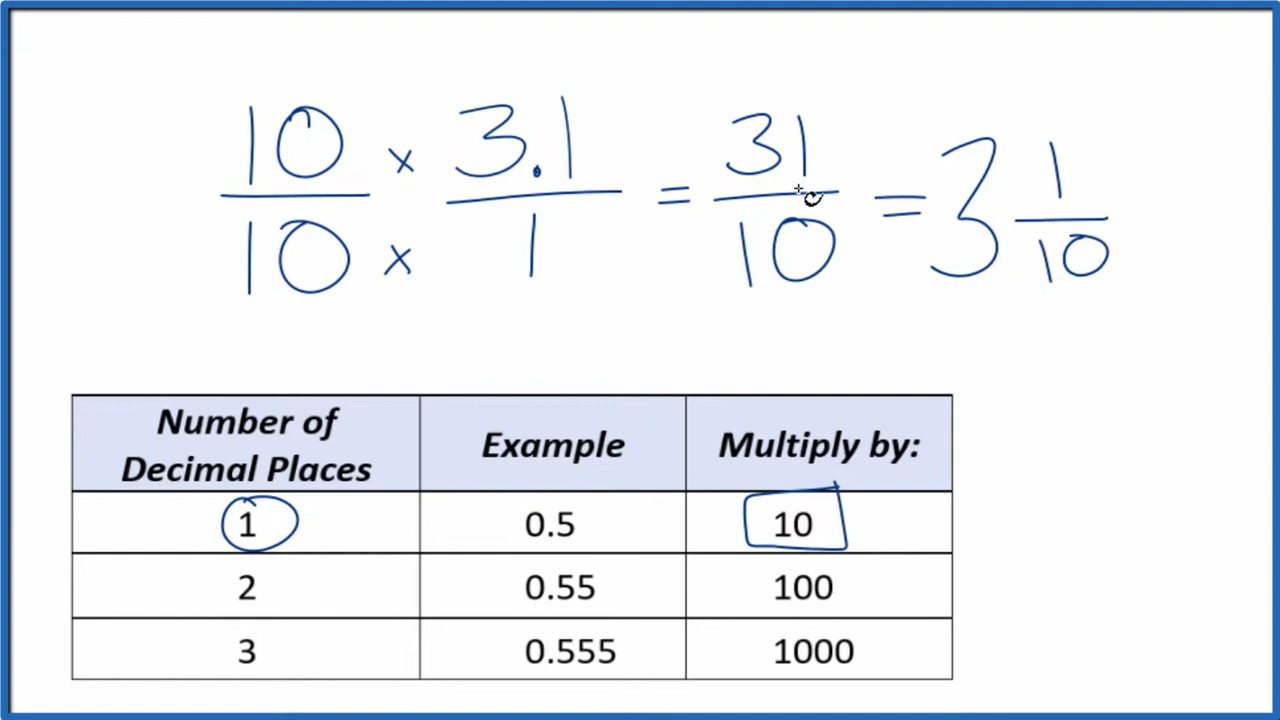 10 × 3.1 = 31 = 3 1
10 × 1 10 10
Number of Decimal Places Example Multiply by:
1 0.5 10
2 0.55 100
3 0.555 1000